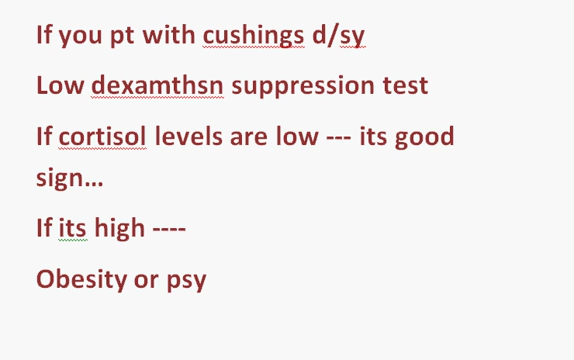 If you pt with cushings d/sy
Low dexamthsn suppression test
If cortisol levels are low --- its good
sign...
If its high ----
Obesity or psy